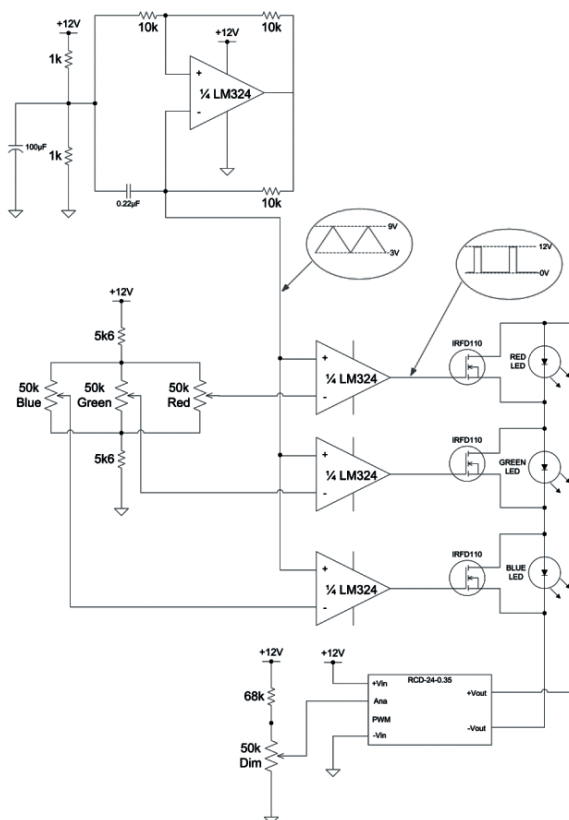 +12V
10k
10k
+12V
1k
+
¼ LM324
-
100µF
1k
0.22µF
10k
9V
3V
12V
0V
+12V
5k6
IRFD110
RED
LED
50k
Blue
50k
Green
50k
Red
+
¼ LM324
-
5k6
IRFD110
GREEN
LED
+
¼ LM324
-
IRFD110
BLUE
LED
+
¼ LM324
-
+12V
68k
50k
Dim
+12V
RCD-24-0.35
+Vin
Ana
PWM
-Vin
+Vout
-Vout